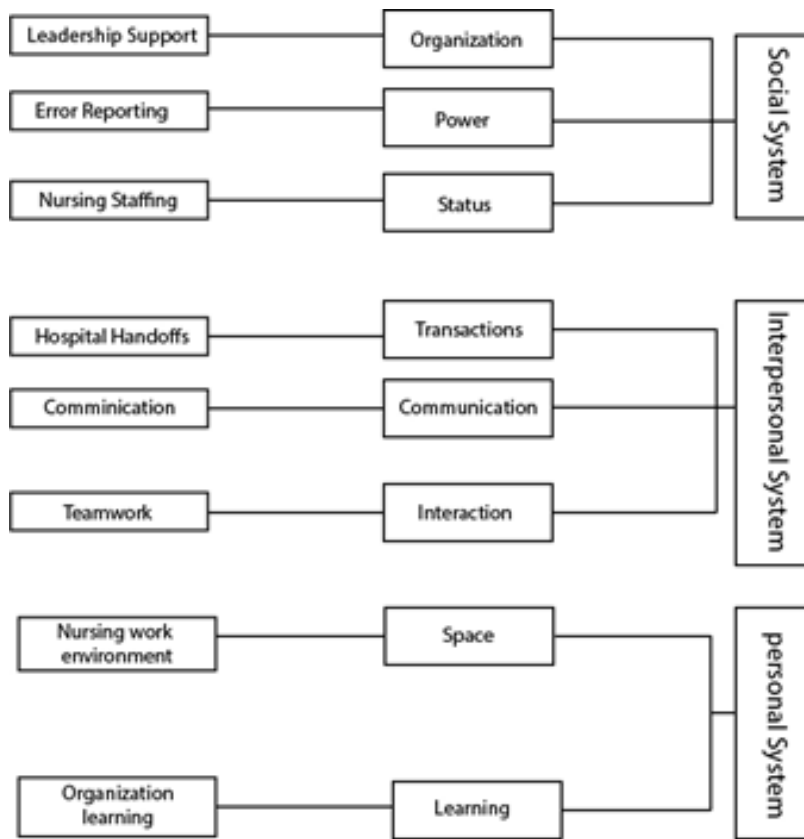 Leadership Support
Organization
Social System
Error Reporting
Power
Nursing Staffing
Status
Hospital Handoffs
Transactions
Interpersonal System
Comminication
Communication
Teamwork
Interaction
Nursing work
environment
Space
personal System
Organization
learning
Learning